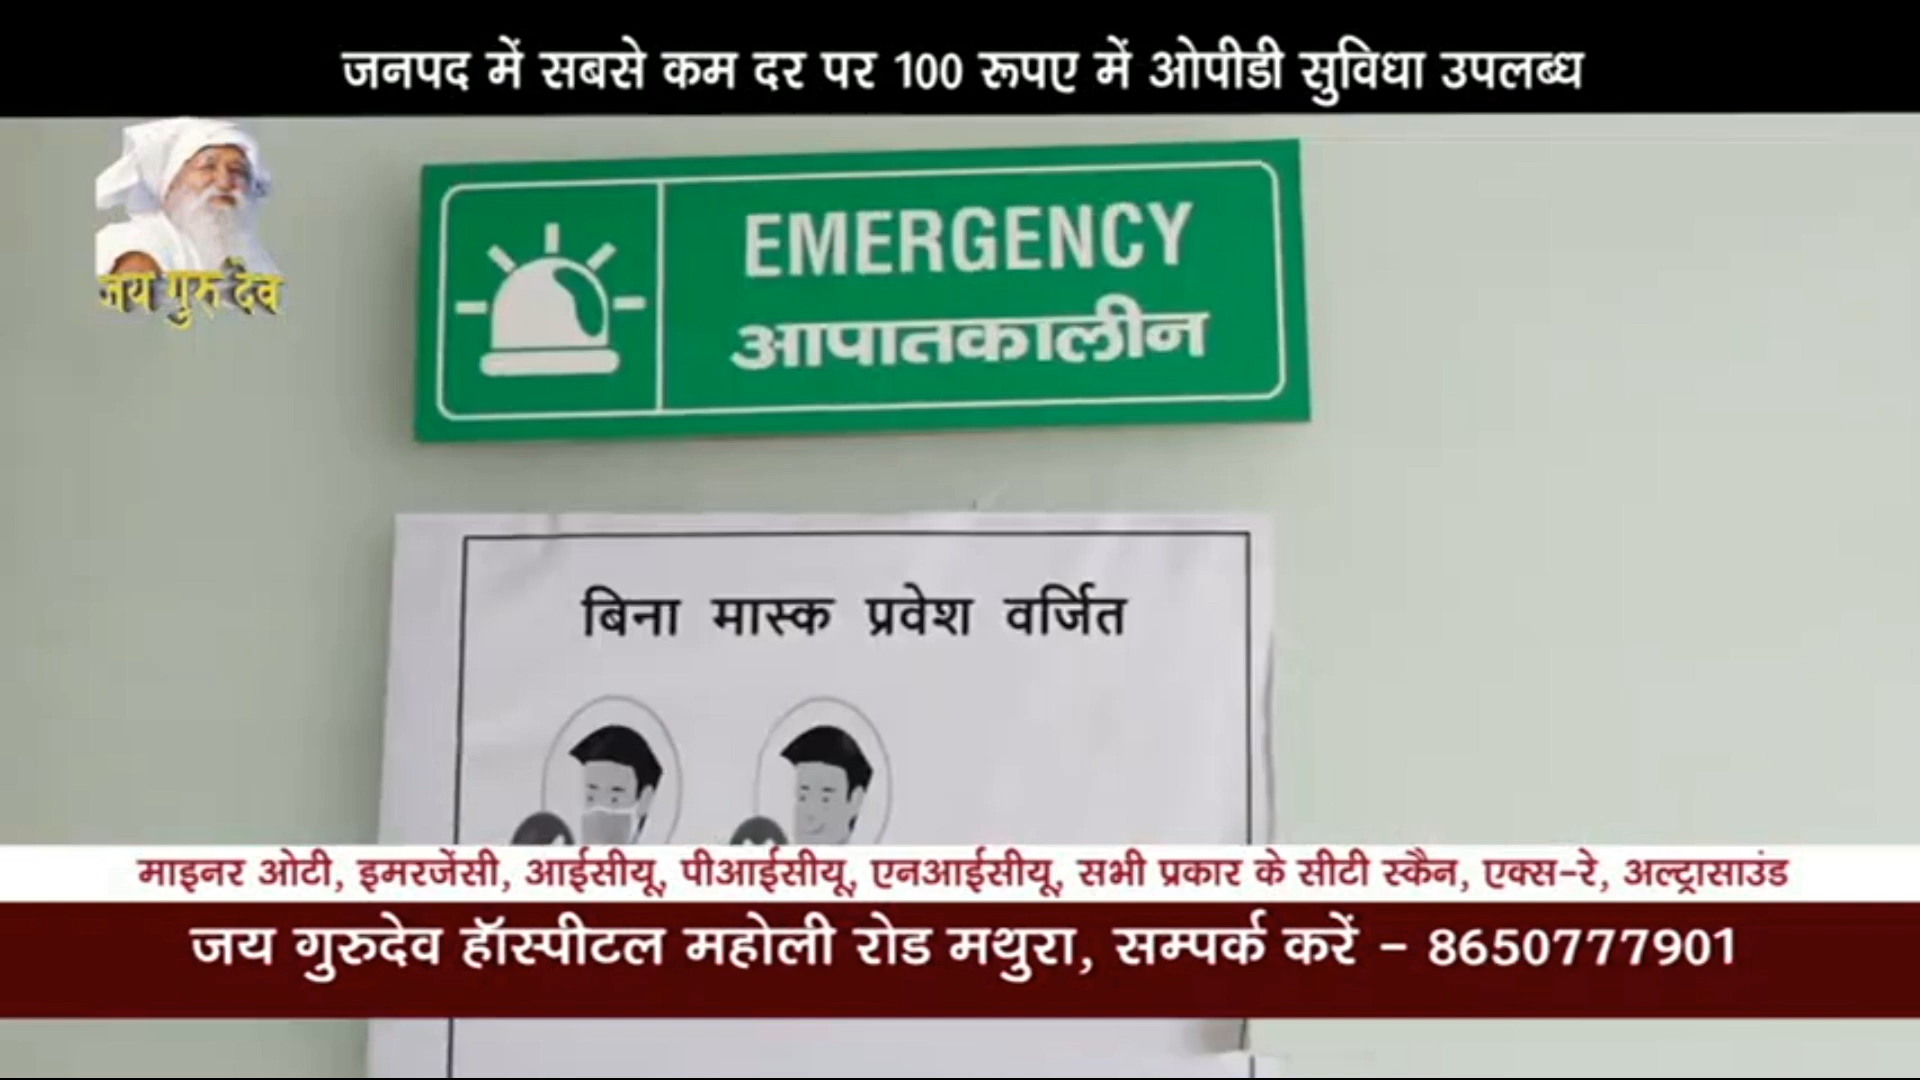 जनपद में सबसे कम दर पर 100 रूपए में ओपीडी सुविधा उपलब्ध
जय गुरु देव
EMERGENCY
आपातकालीन
बिना मास्क प्रवेश वर्जित
माइनर ओटी, इमरजेंसी, आईसीयू, पीआईसीयू, एनआईसीयू, सभी प्रकार के सीटी स्कैन, एक्स-रे, अल्ट्रासाउंड
जय गुरुदेव हॉस्पीटल महोली रोड मथुरा, सम्पर्क करें - 8650777901